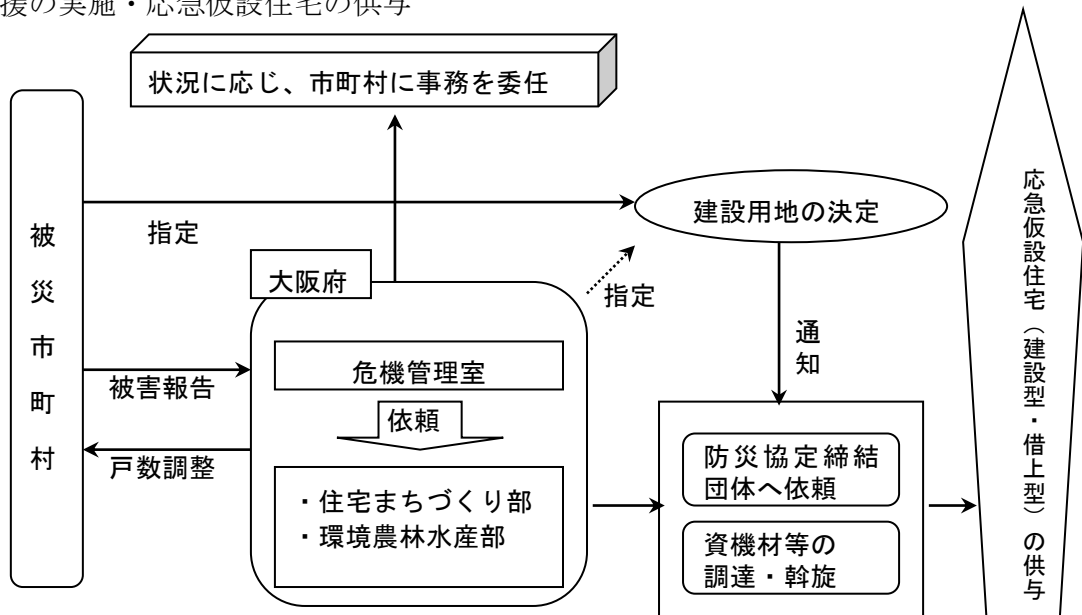 援の実施・応急仮設住宅の供与
状況に応じ、市町村に事務を委任
被災市町村
指定
建設用地の決定
大阪府
指定
通知
危機管理室
被害報告
依頼
戸数調整
・住宅まちづくり部
・環境農林水産部
防災協定締結
団体へ依頼
資機材等の
調達・斡旋
応急仮設住宅（建設型・借上型）の供与